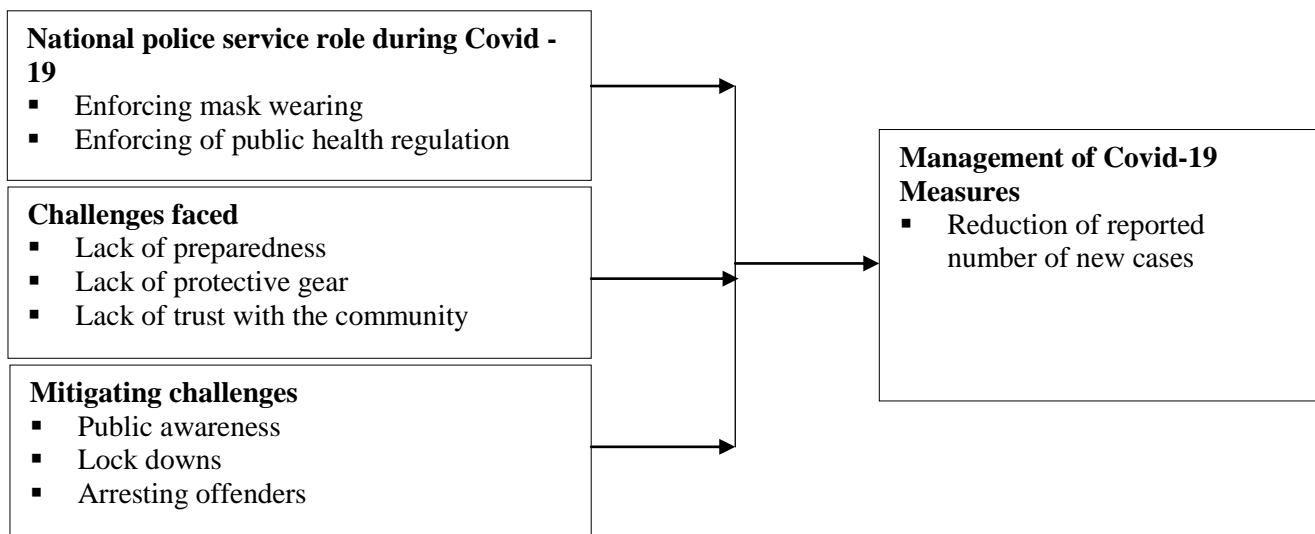 National police service role during Covid -
19
▪ Enforcing mask wearing
▪ Enforcing of public health regulation
Challenges faced
▪ Lack of preparedness
▪ Lack of protective gear
▪ Lack of trust with the community
Mitigating challenges
▪ Public awareness
▪ Lock downs
▪ Arresting offenders
Management of Covid-19
Measures
▪ Reduction of reported
number of new cases